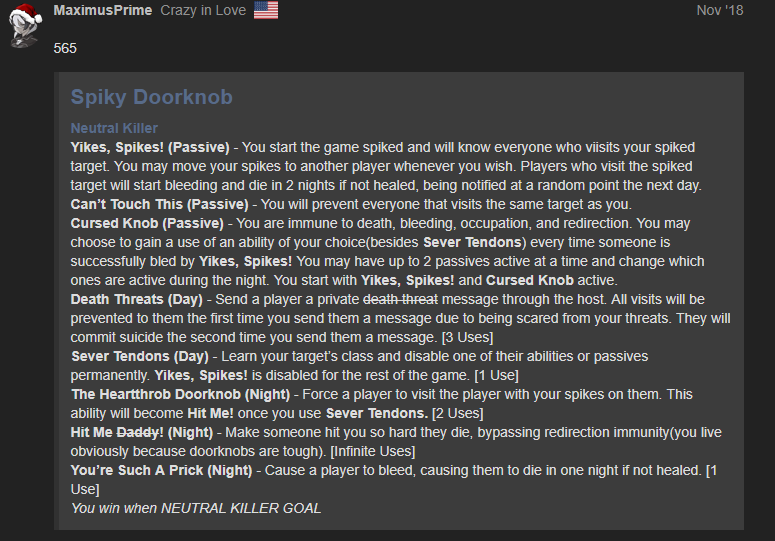 MaximusPrime Crazy in Love Nov '18
565
Spiky Doorknob
Neutral Killer
Yikes, Spikes! (Passive) - You start the game spiked and will know everyone who viisits your spiked
target. You may move your spikes to another player whenever you wish. Players who visit the spiked
target will start bleeding and die in 2 nights if not healed, being notified at a random point the next day.
Can't Touch This (Passive) - You will prevent everyone that visits the same target as you.
Cursed Knob (Passive) - You are immune to death, bleeding, occupation, and redirection. You may
choose to gain a use of an ability of your choice(besides Sever Tendons) every time someone is
successfully bled by Yikes, Spikes! You may have up to 2 passives active at a time and change which
ones are active during the night. You start with Yikes, Spikes! and Cursed Knob active.
Death Threats (Day) - Send a player a private death threat message through the host. All visits will be
prevented to them the first time you send them a message due to being scared from your threats. They will
commit suicide the second time you send them a message. [3 Uses]
Sever Tendons (Day) - Learn your target's class and disable one of their abilities or passives
permanently. Yikes, Spikes! is disabled for the rest of the game. [1 Use]
The Heartthrob Doorknob (Night) - Force a player to visit the player with your spikes on them. This
ability will become Hit Me! once you use Sever Tendons. [2 Uses]
Hit Me Daddy! (Night) - Make someone hit you so hard they die, bypassing redirection immunity(you live
obviously because doorknobs are tough). [Infinite Uses]
You're Such A Prick (Night) - Cause a player to bleed, causing them to die in one night if not healed. [1
Use]
You win when NEUTRAL KILLER GOAL